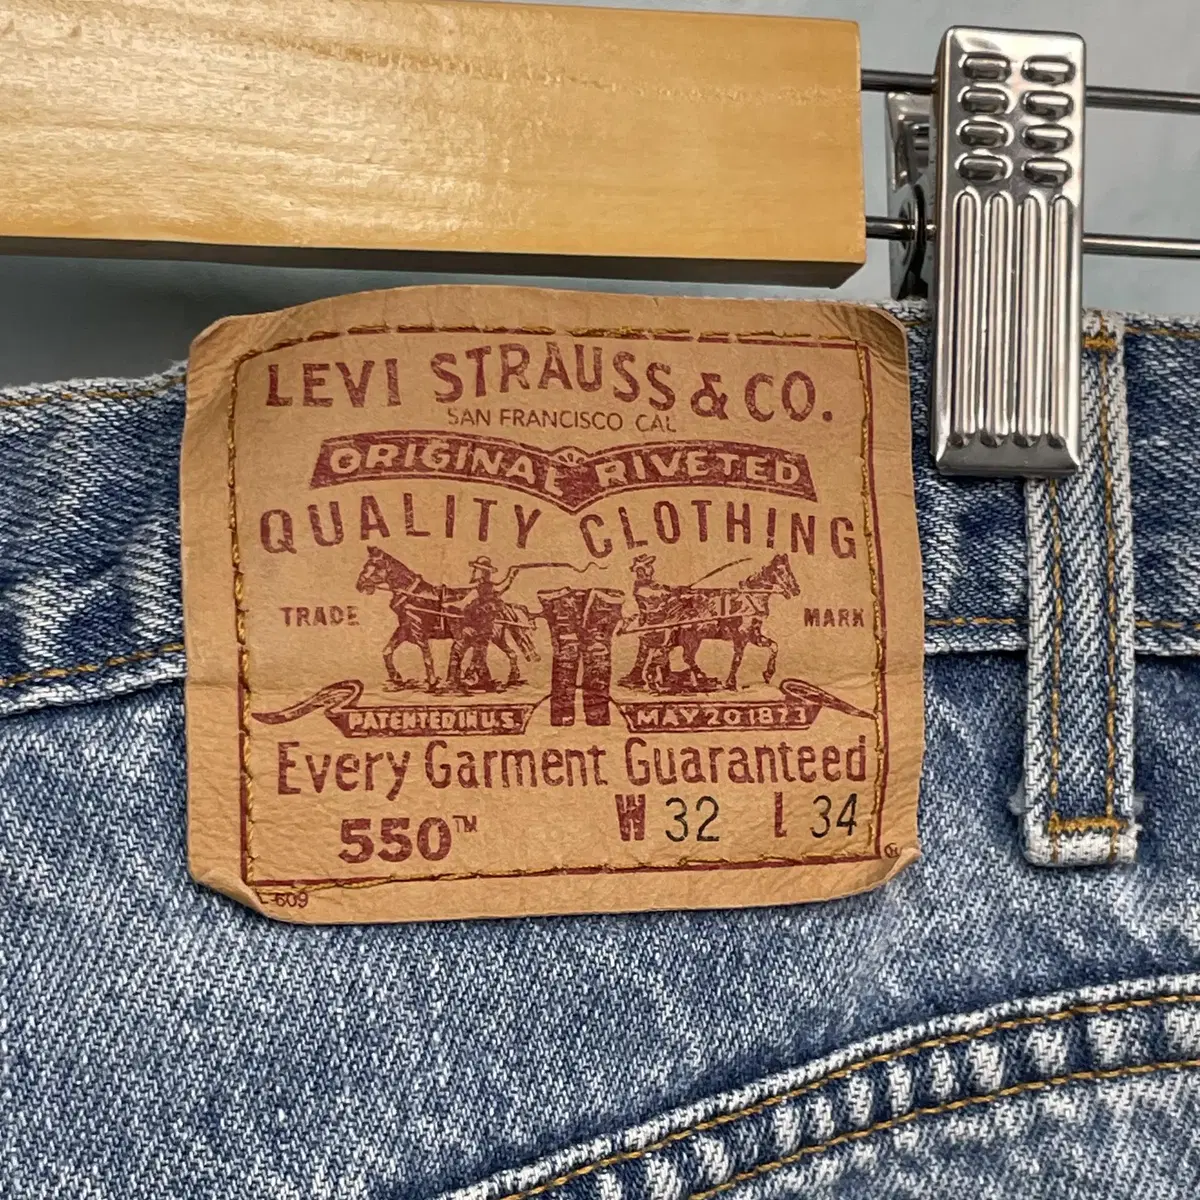 LEVI STRAUSS & CO.
SAN FRANCISCO CAL
ORIGINAL RIVETED
QUALITY CLOTHING
TRADE MARK
PATENTED IN U.S. MAY 20 1873
Every Garment Guaranteed
550™ W 32 L 34
L-609